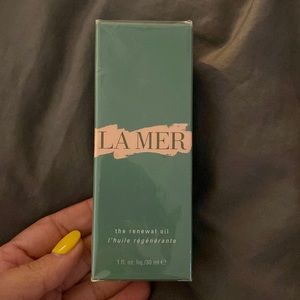 LA MER
the renewal oil
l'huile régénérante
1 fl. oz. liq./30 ml ℮